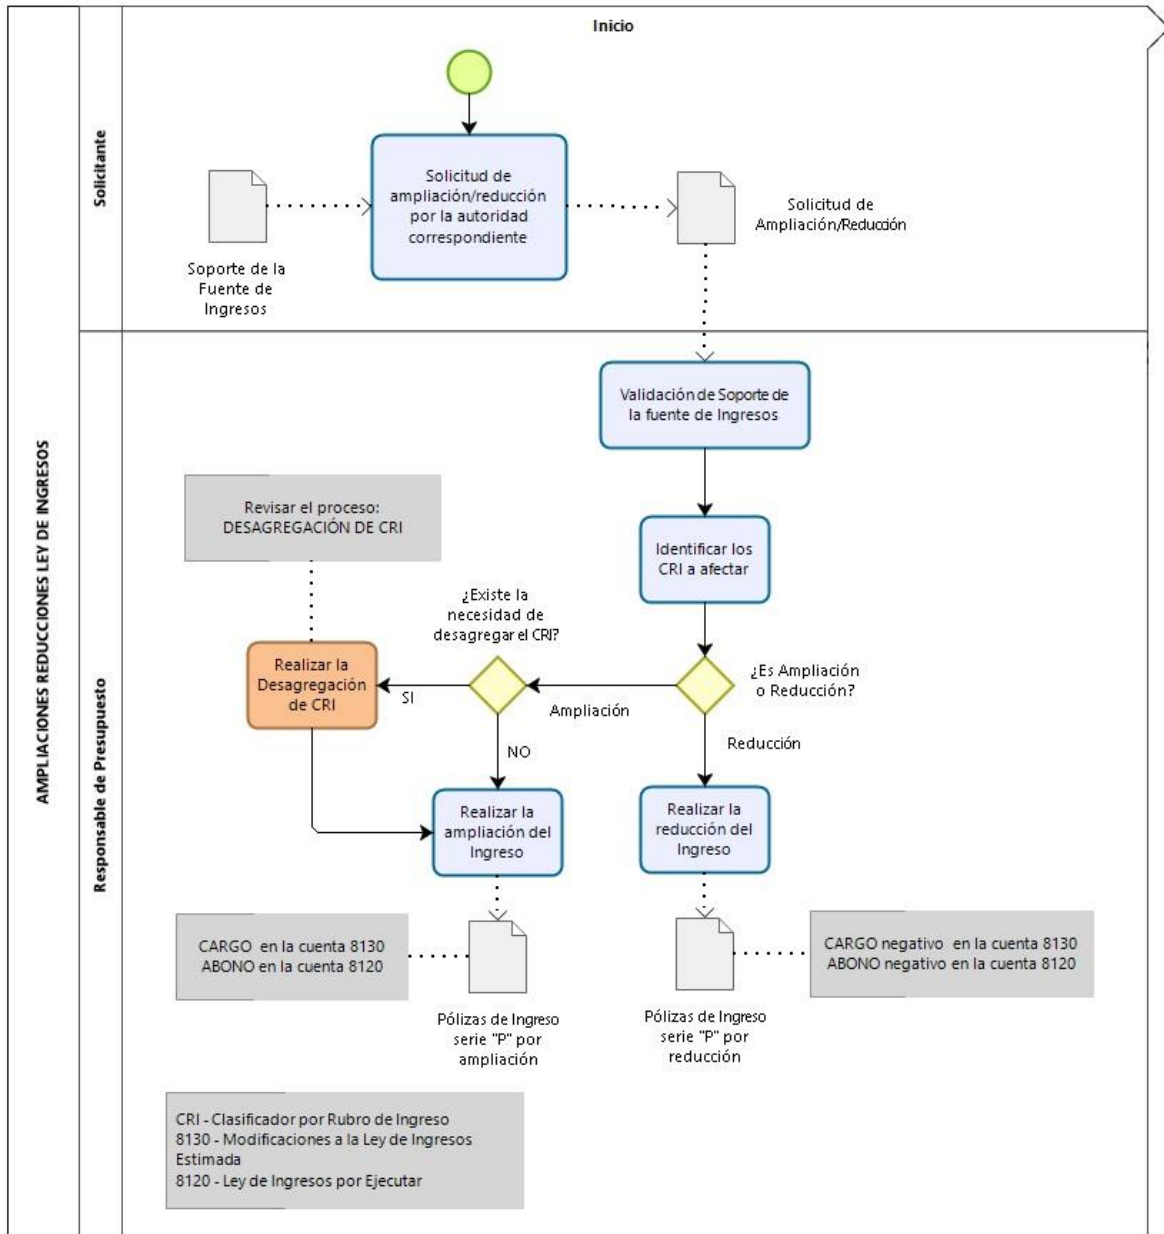 Inicio
AMPLIACIONES REDUCCIONES LEY DE INGRESOS
Solicitante
Solicitud de
ampliación/reducción
por la autoridad
correspondiente
Soporte de la
Fuente de
Ingresos
Solicitud de
Ampliación/Reducción
Responsable de Presupuesto
Validación de Soporte de
la fuente de Ingresos
Revisar el proceso:
DESAGREGACIÓN DE CRI
Identificar los
CRI a afectar
¿Existe la
necesidad de
desagregar el CRI?
¿Es Ampliación
o Reducción?
Realizar la
Desagregación
de CRI
SI
Ampliación
NO
Reducción
Realizar la
ampliación del
Ingreso
Realizar la
reducción del
Ingreso
CARGO en la cuenta 8130
ABONO en la cuenta 8120
CARGO negativo en la cuenta 8130
ABONO negativo en la cuenta 8120
Pólizas de Ingreso
serie "P" por
ampliación
Pólizas de Ingreso
serie "P" por
reducción
CRI - Clasificador por Rubro de Ingreso
8130 - Modificaciones a la Ley de Ingresos
Estimada
8120 - Ley de Ingresos por Ejecutar